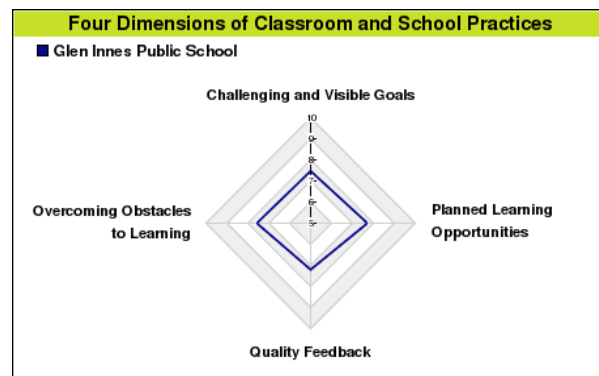 Four Dimensions of Classroom and School Practices
Glen Innes Public School
Challenging and Visible Goals
10
9
8
7
6
5
Overcoming Obstacles
to Learning
Planned Learning
Opportunities
Quality Feedback